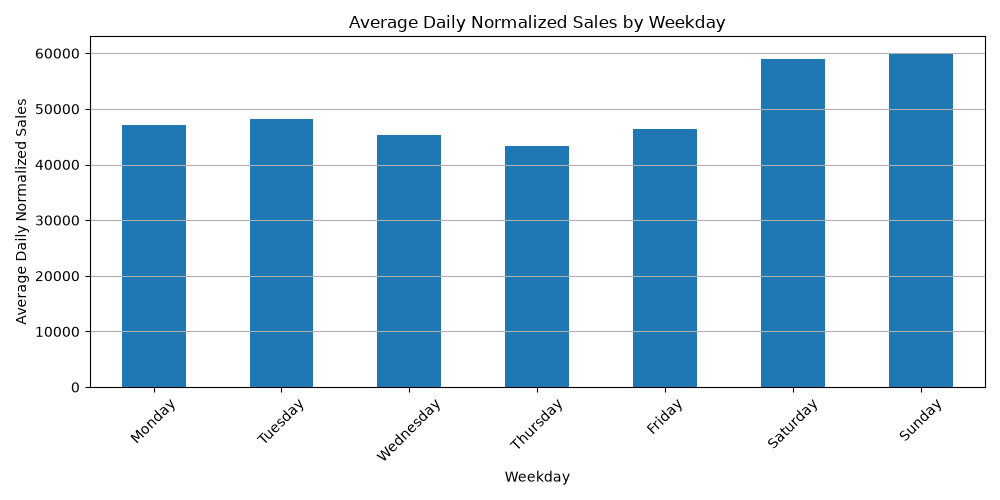 Average Daily Normalized Sales by Weekday
Average Daily Normalized Sales
60000
50000
40000
30000
20000
10000
0
Monday
Tuesday
Wednesday
Thursday
Friday
Saturday
Sunday
Weekday